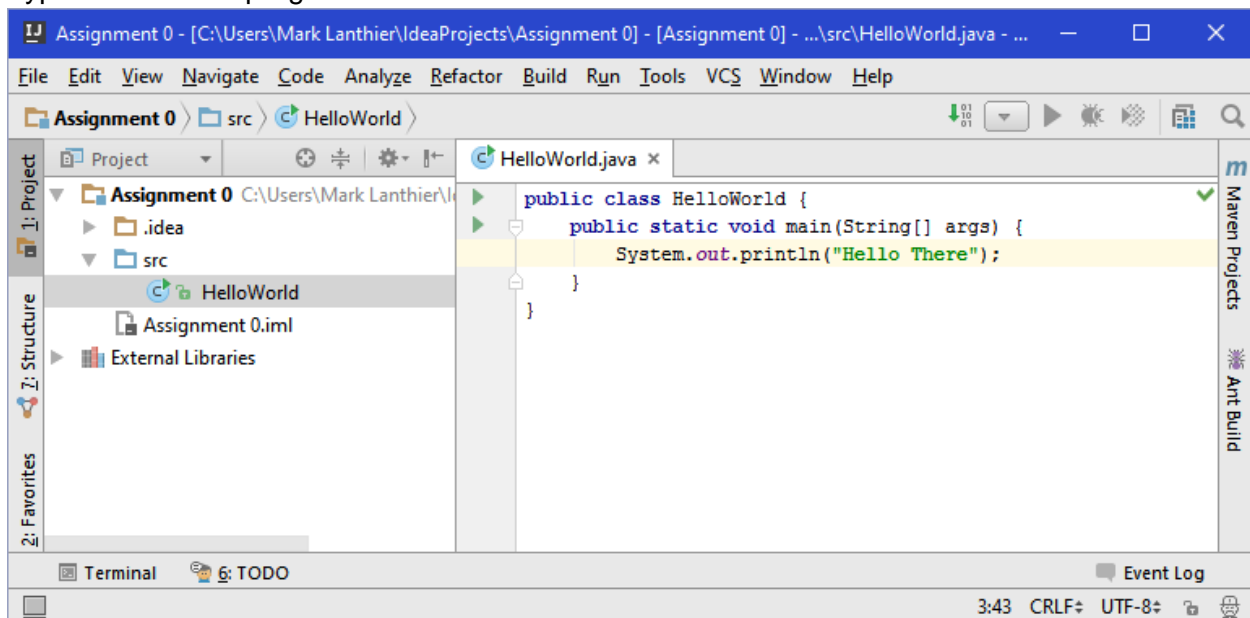 Assignment 0 - [C:\Users\Mark Lanthier\IdeaProjects\Assignment 0] - [Assignment 0] - ...\src\HelloWorld.java - ...
File Edit View Navigate Code Analyze Refactor Build Run Tools VCS Window Help
Assignment 0 src HelloWorld
1: Project
7: Structure
2: Favorites
Project
Assignment 0 C:\Users\Mark Lanthier\I
.idea
src
HelloWorld
Assignment 0.iml
External Libraries
HelloWorld.java
public class HelloWorld {
public static void main(String[] args) {
System.out.println("Hello There");
}
}
Maven Projects
Ant Build
Terminal 6: TODO Event Log
3:43 CRLF UTF-8